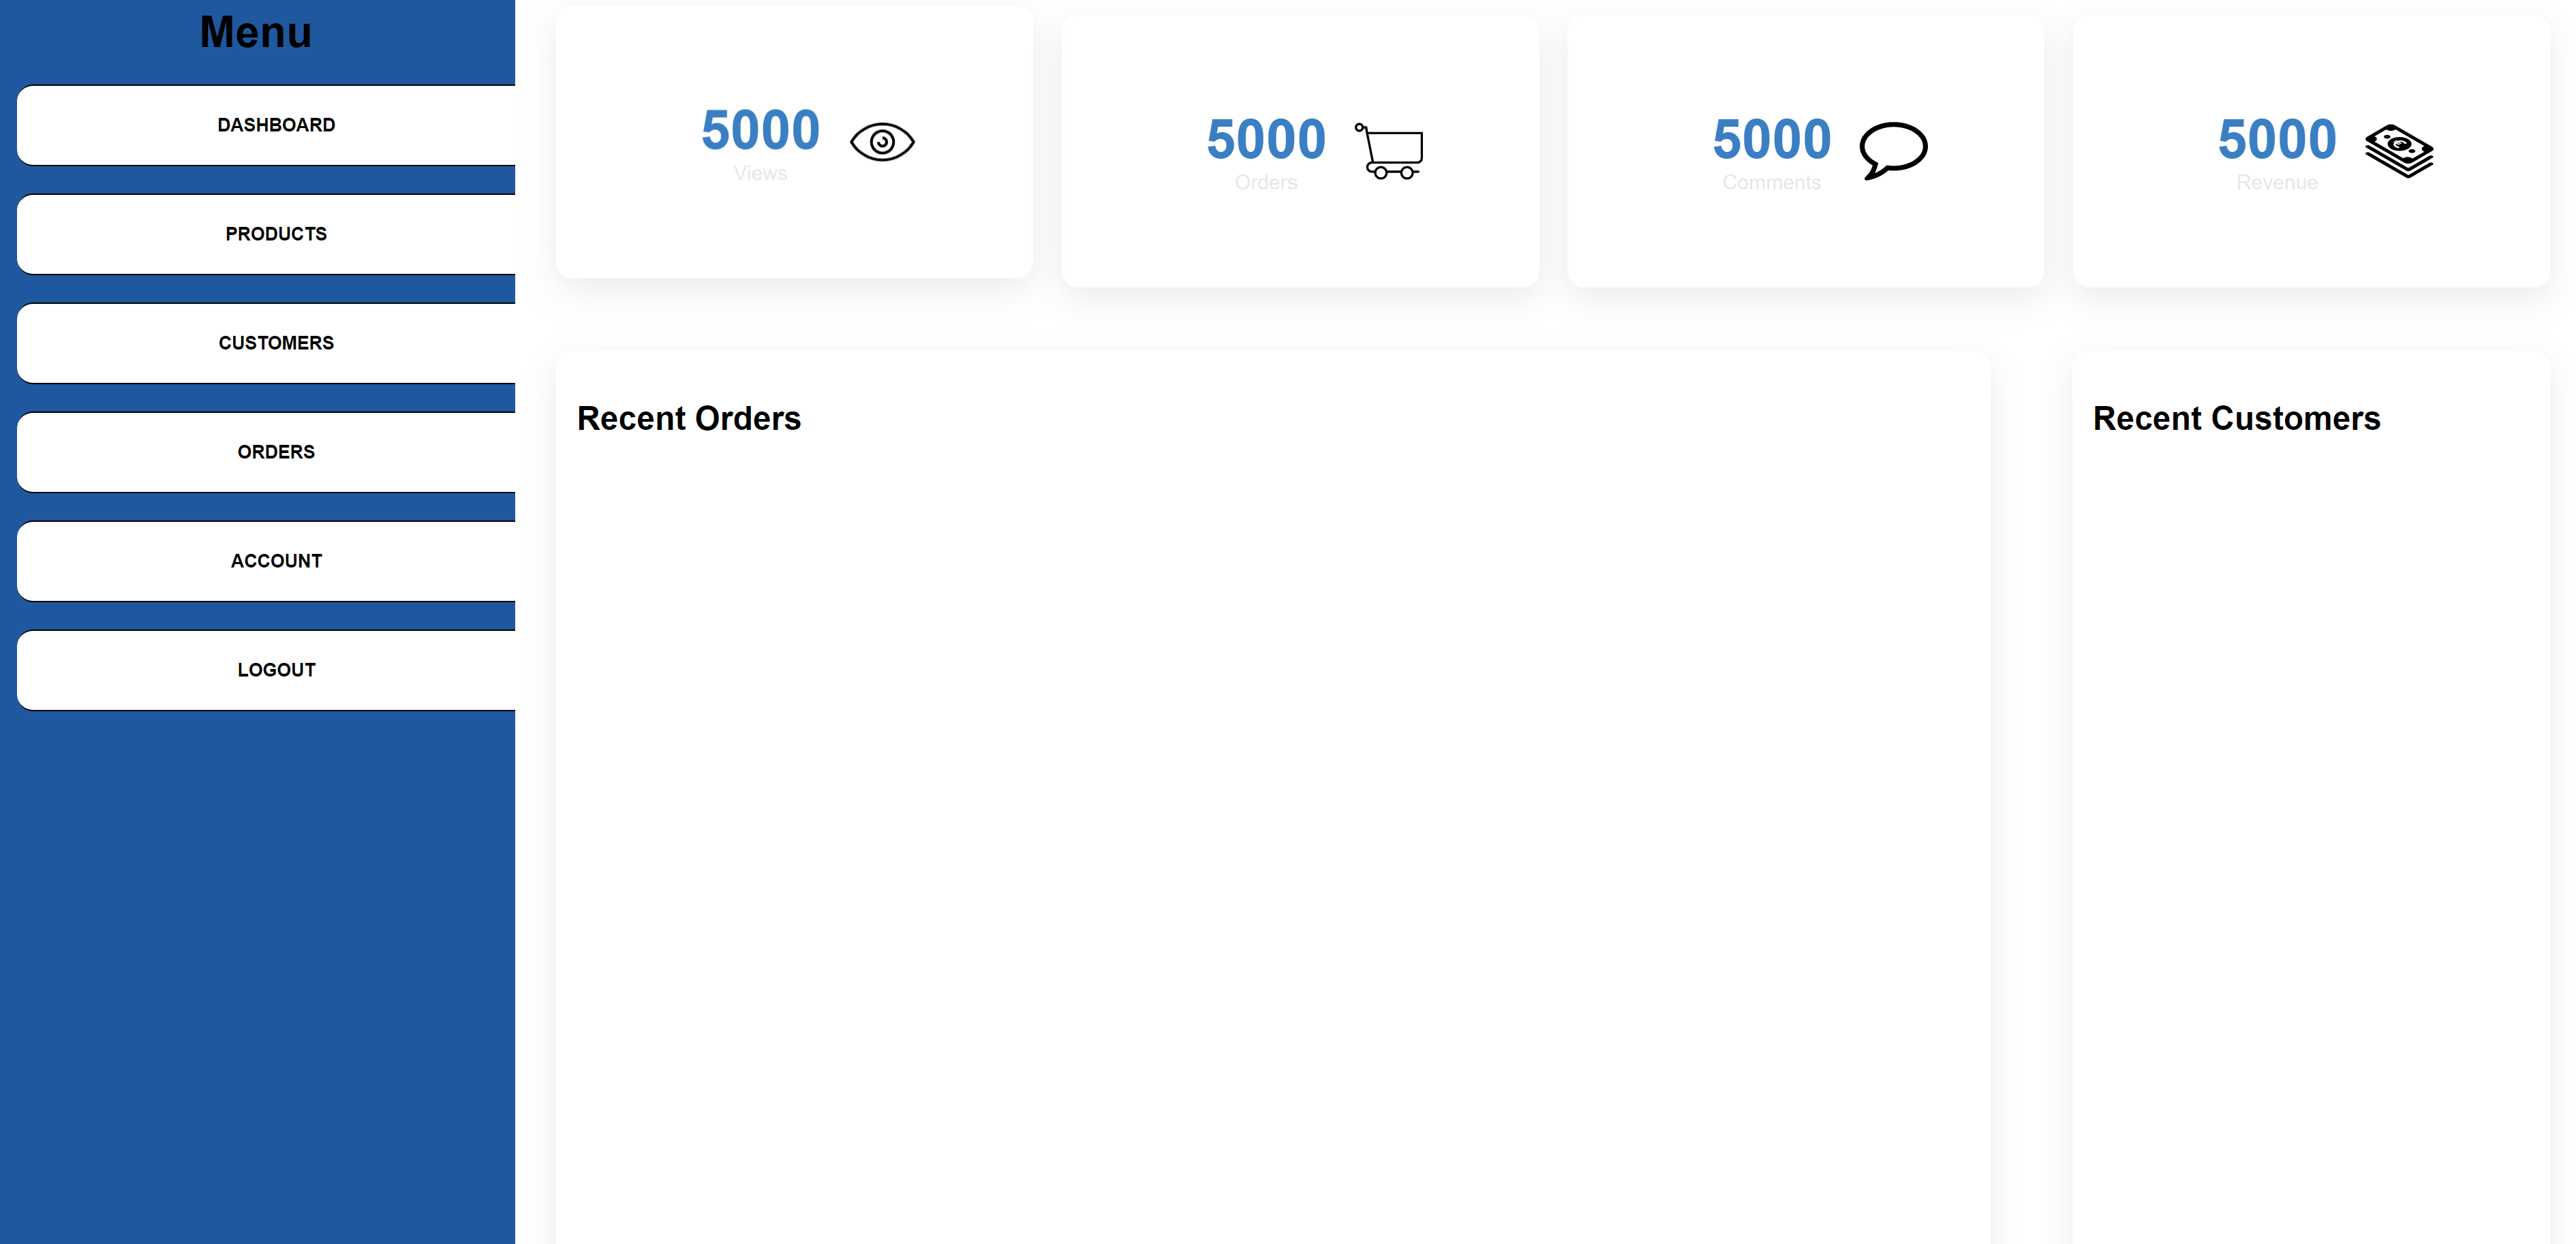 Menu
DASHBOARD
PRODUCTS
CUSTOMERS
ORDERS
ACCOUNT
LOGOUT
5000
Views
5000
Orders
5000
Comments
5000
Revenue
Recent Orders
Recent Customers